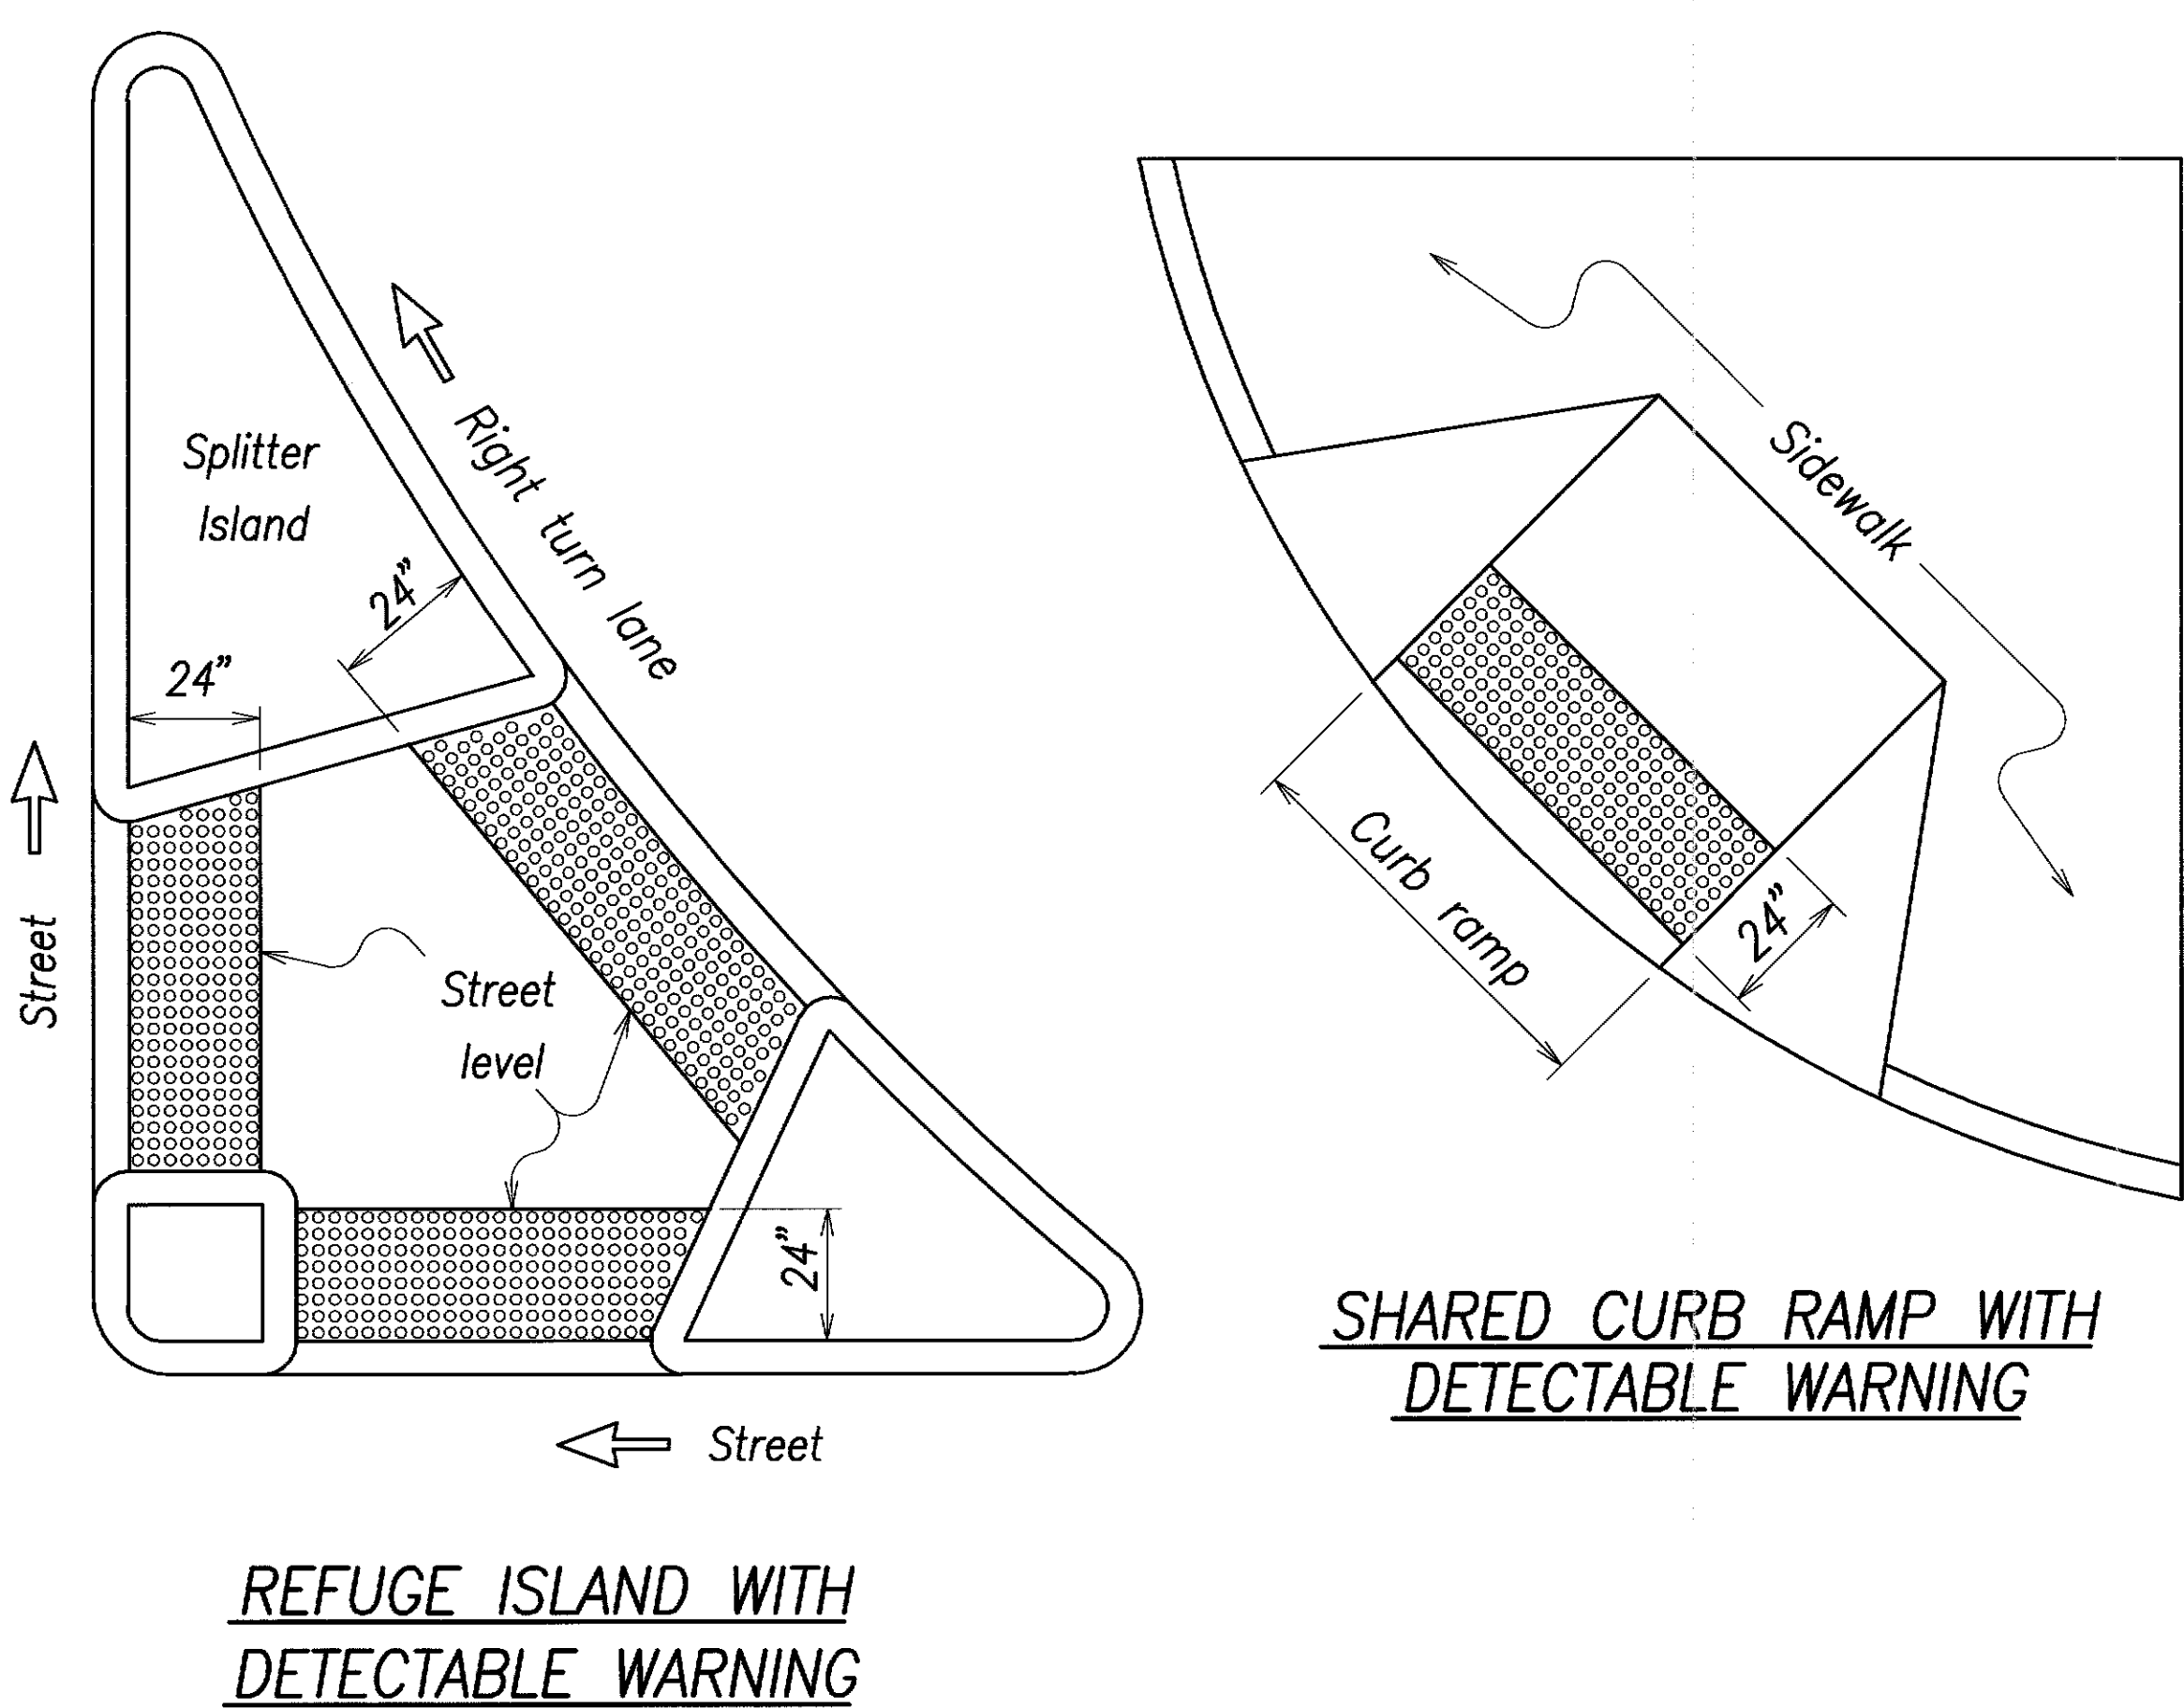 Splitter
Island
Right turn lane
24”
24”
Street
Street
level
24”
Street
REFUGE ISLAND WITH
DETECTABLE WARNING
Sidewalk
Curb ramp
24”
SHARED CURB RAMP WITH
DETECTABLE WARNING